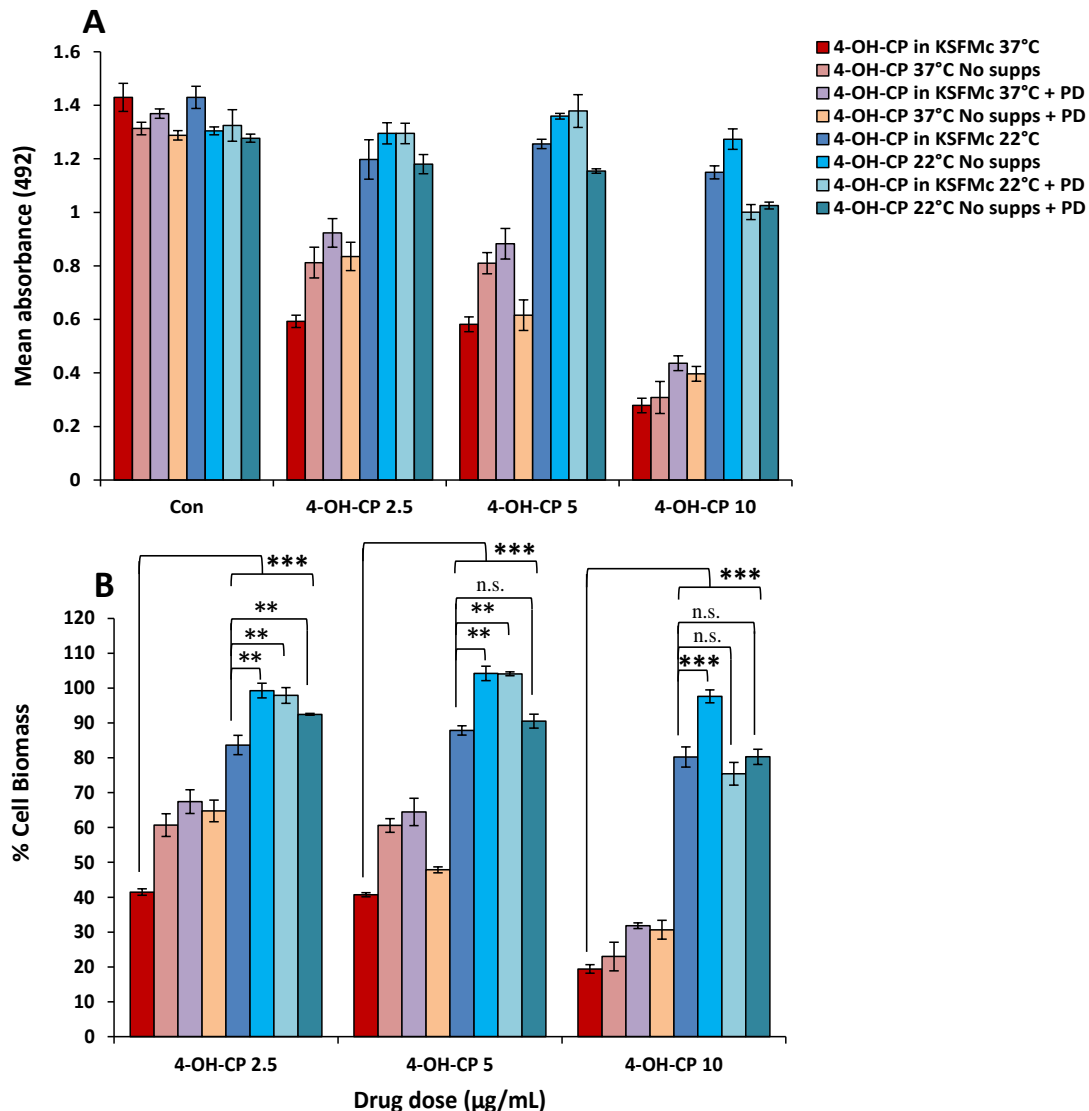 A
Mean absorbance (492)
1.6
1.4
1.2
1
0.8
0.6
0.4
0.2
0
Con
4-OH-CP 2.5
4-OH-CP 5
4-OH-CP 10
4-OH-CP in KSFMc 37°C
4-OH-CP 37°C No supps
4-OH-CP in KSFMc 37°C + PD
4-OH-CP 37°C No supps + PD
4-OH-CP in KSFMc 22°C
4-OH-CP 22°C No supps
4-OH-CP in KSFMc 22°C + PD
4-OH-CP 22°C No supps + PD
B
% Cell Biomass
120
110
100
90
80
70
60
50
40
30
20
10
0
***
**
**
**
***
n.s.
**
**
***
n.s.
n.s.
***
4-OH-CP 2.5
4-OH-CP 5
4-OH-CP 10
Drug dose (μg/mL)